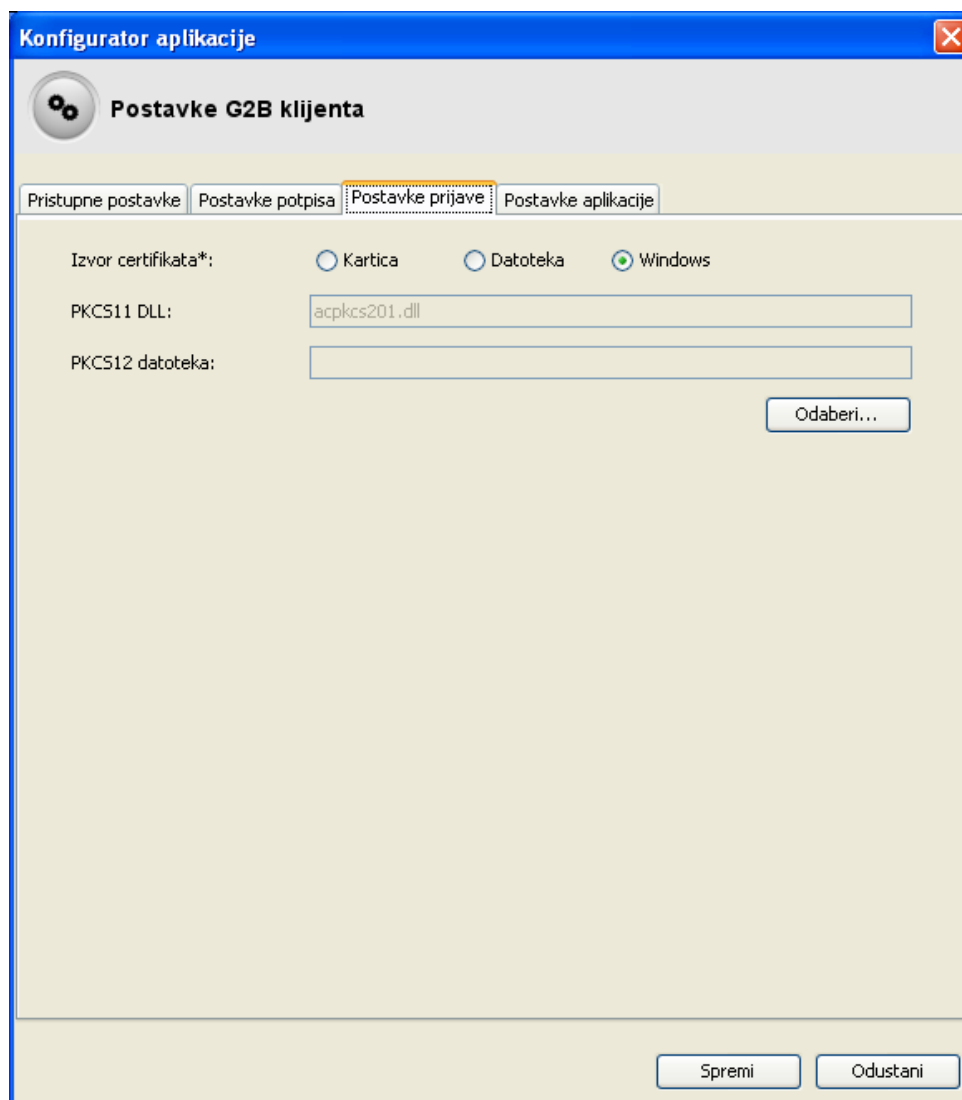 Konfigurator aplikacije
Postavke G2B klijenta
Pristupne postavke Postavke potpisa Postavke prijave Postavke aplikacije
Izvor certifikata*: Kartica Datoteka Windows
PKCS11 DLL: acpkcs201.dll
PKCS12 datoteka:
Odaberi...
Spremi Odustani